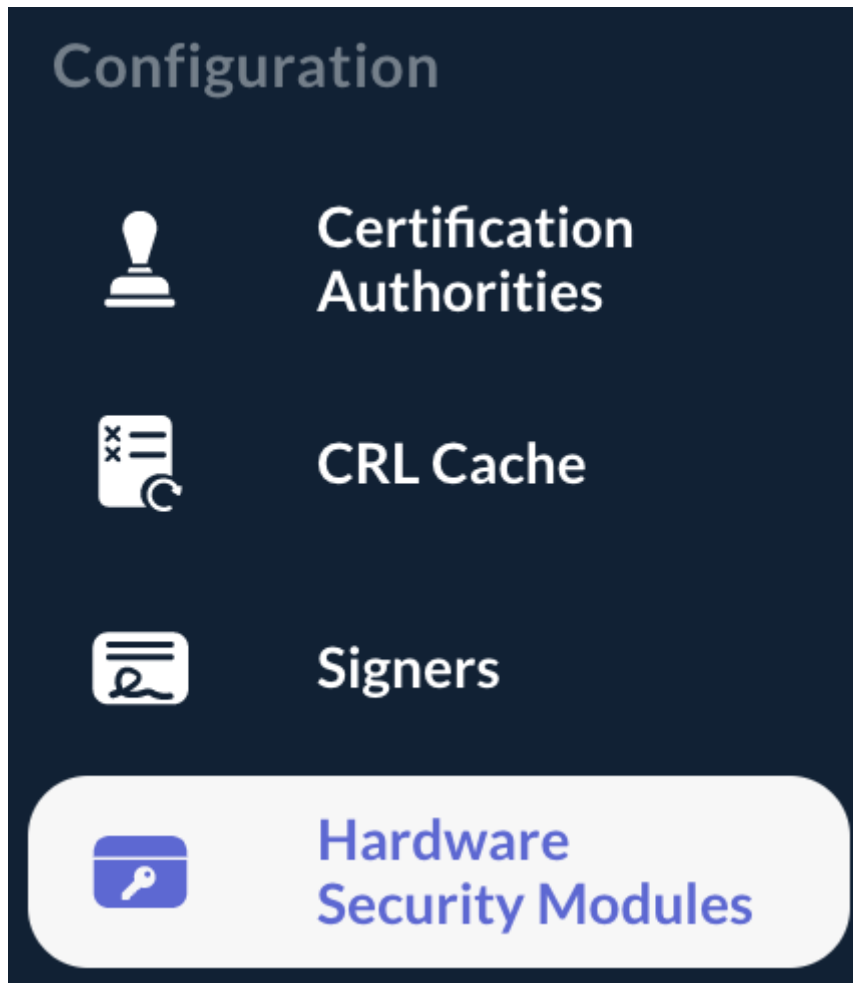 Configuration
Certification
Authorities
CRL Cache
Signers
Hardware
Security Modules